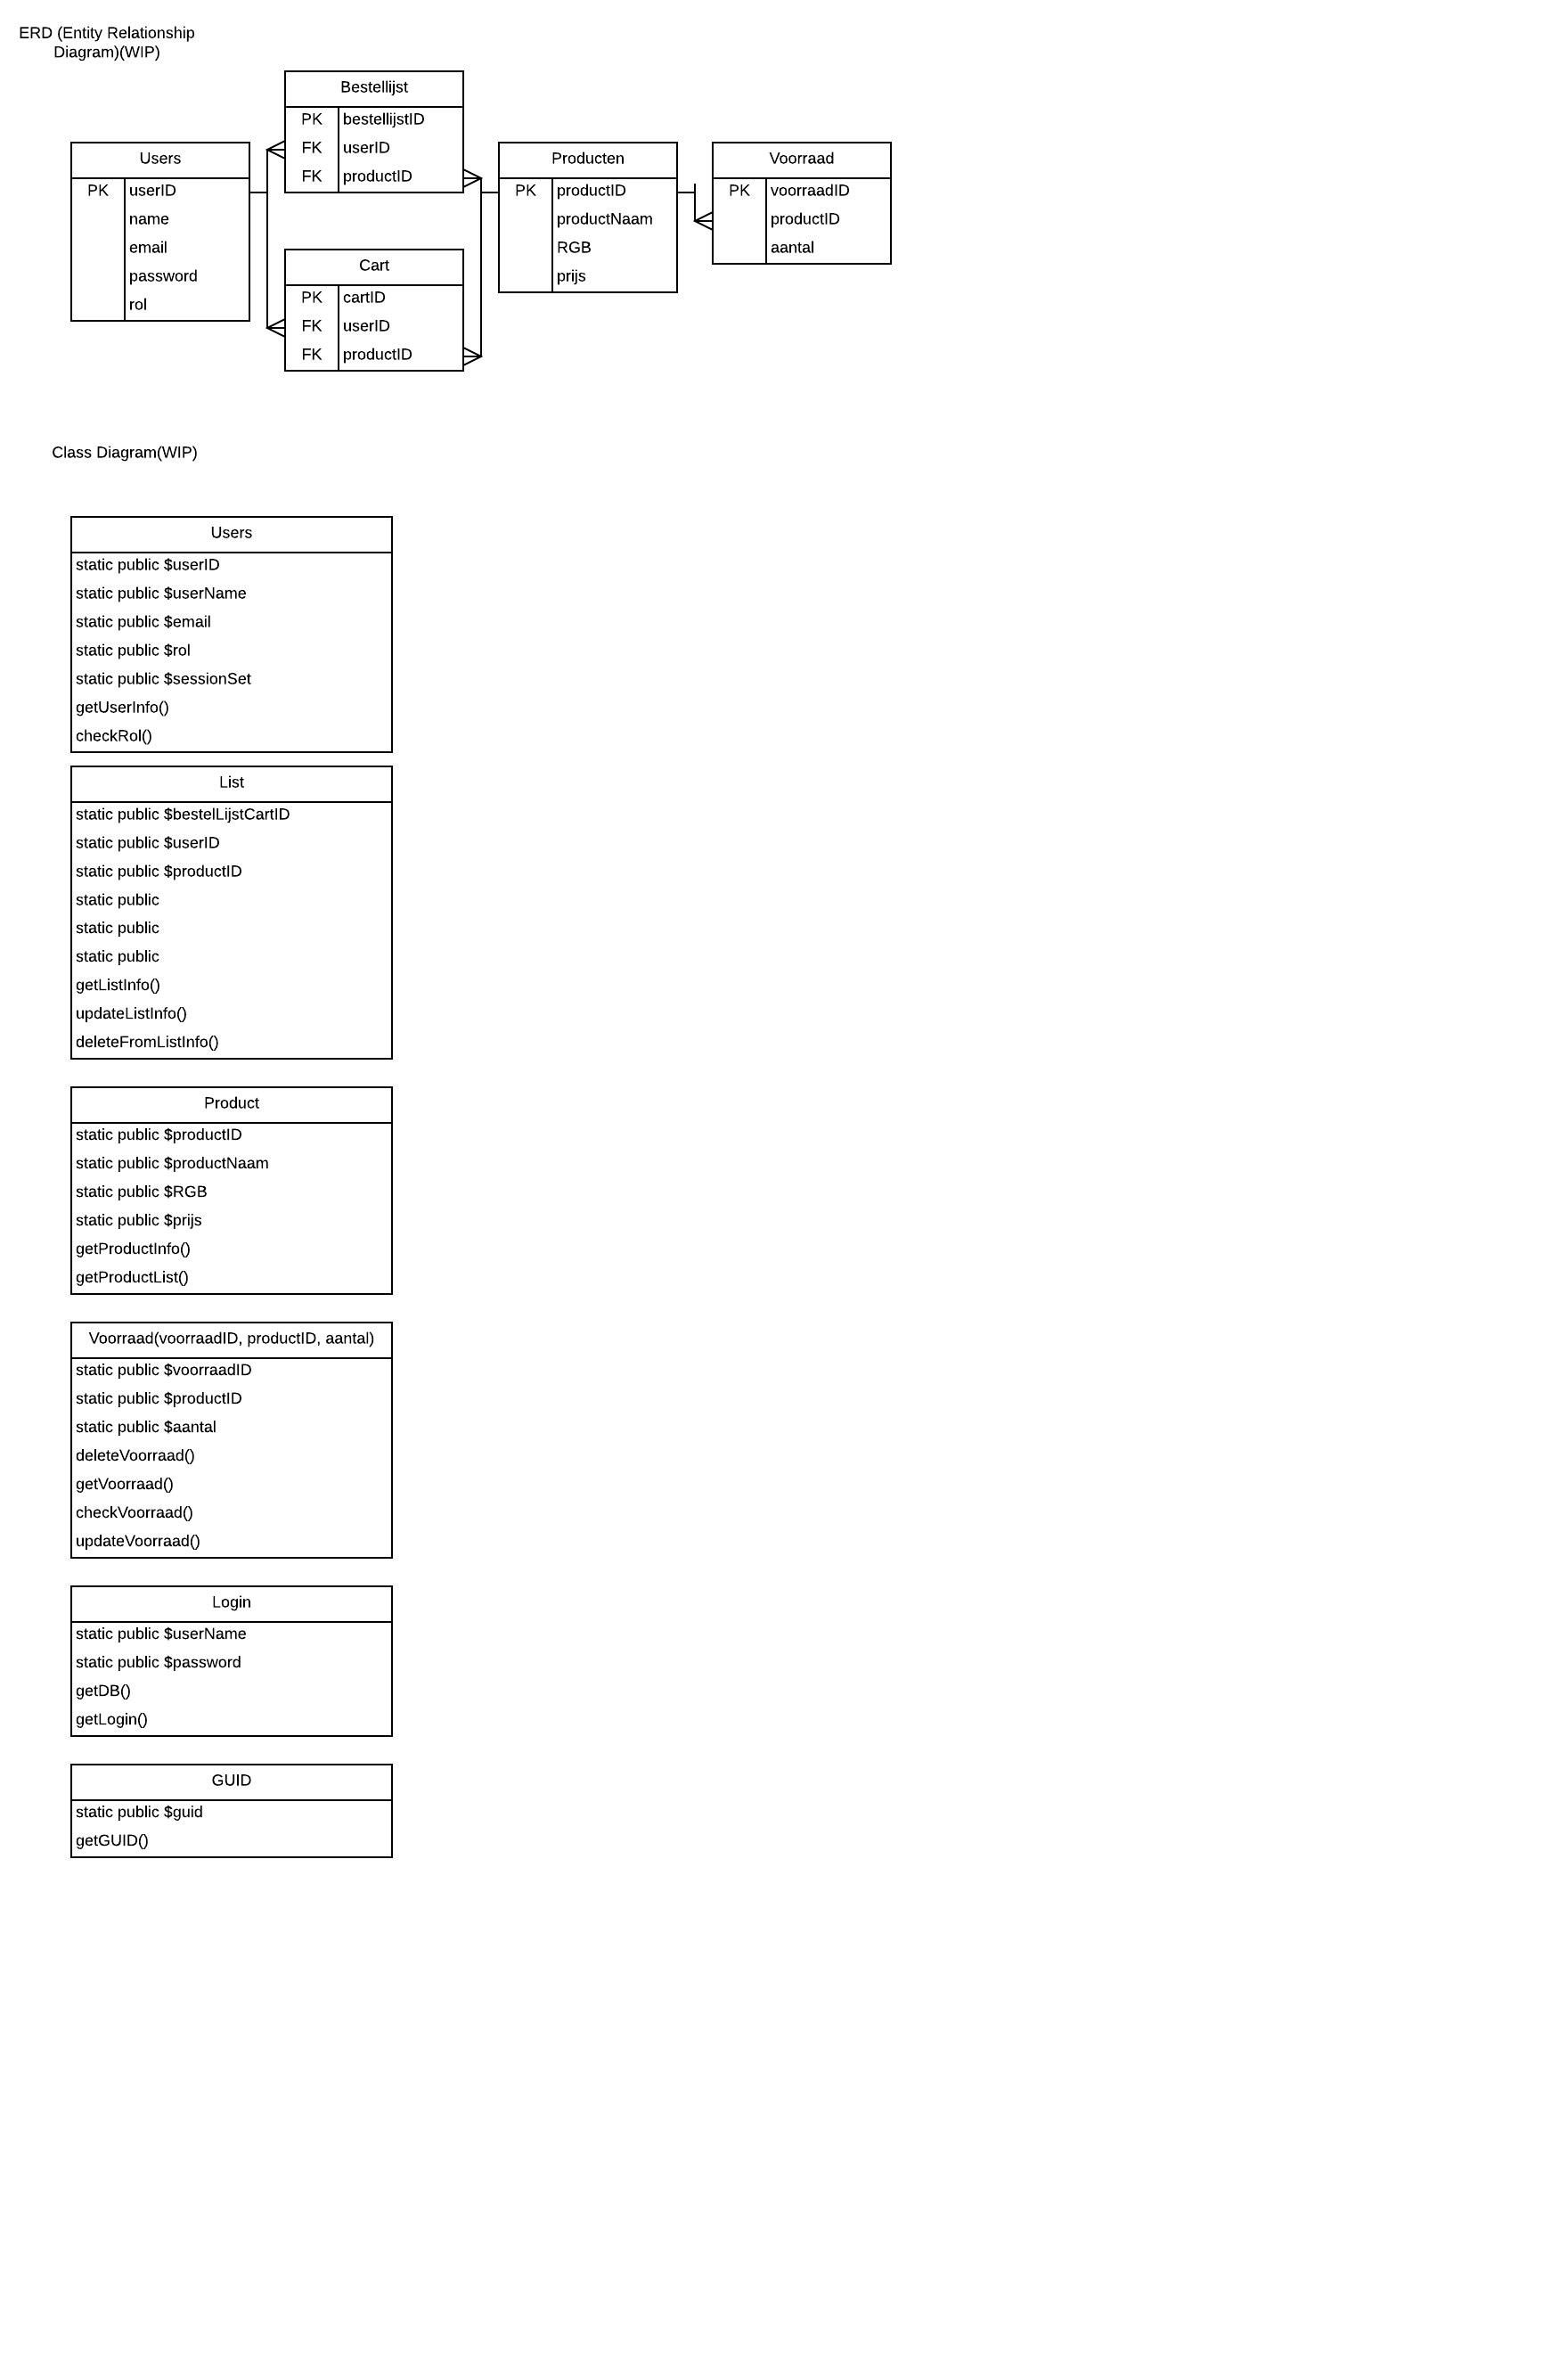 ERD (Entity Relationship
Diagram)(WIP)
Bestellijst
PK bestellijstID
FK userID
FK productID
Users
PK userID
name
email
password
rol
Cart
PK cartID
FK userID
FK productID
Producten
PK productID
productNaam
RGB
prijs
Voorraad
PK voorraadID
productID
aantal
Class Diagram(WIP)
Users
static public $userID
static public $userName
static public $email
static public $rol
static public $sessionSet
getUserInfo()
checkRol()
List
static public $bestelLijstCartID
static public $userID
static public $productID
static public
static public
static public
getListInfo()
updateListInfo()
deleteFromListInfo()
Product
static public $productID
static public $productNaam
static public $RGB
static public $prijs
getProductInfo()
getProductList()
Voorraad(voorraadID, productID, aantal)
static public $voorraadID
static public $productID
static public $aantal
deleteVoorraad()
getVoorraad()
checkVoorraad()
updateVoorraad()
Login
static public $userName
static public $password
getDB()
getLogin()
GUID
static public $guid
getGUID()